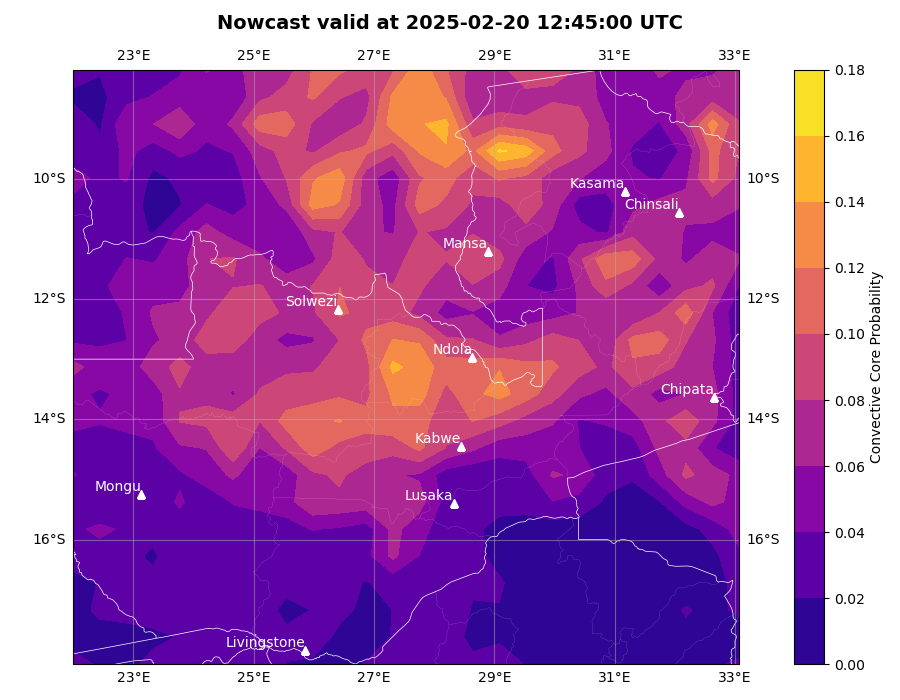 Nowcast valid at 2025-02-20 12:45:00 UTC
23°E 25°E 27°E 29°E 31°E 33°E
0.18
0.16
0.14
0.12
0.10
0.08
0.06
0.04
0.02
0.00
Convective Core Probability
10°S 10°S
12°S 12°S
14°S 14°S
16°S 16°S
Kasama
Chinsali
Mansa
Solwezi
Ndola
Chipata
Kabwe
Mongu
Lusaka
Livingstone
23°E 25°E 27°E 29°E 31°E 33°E